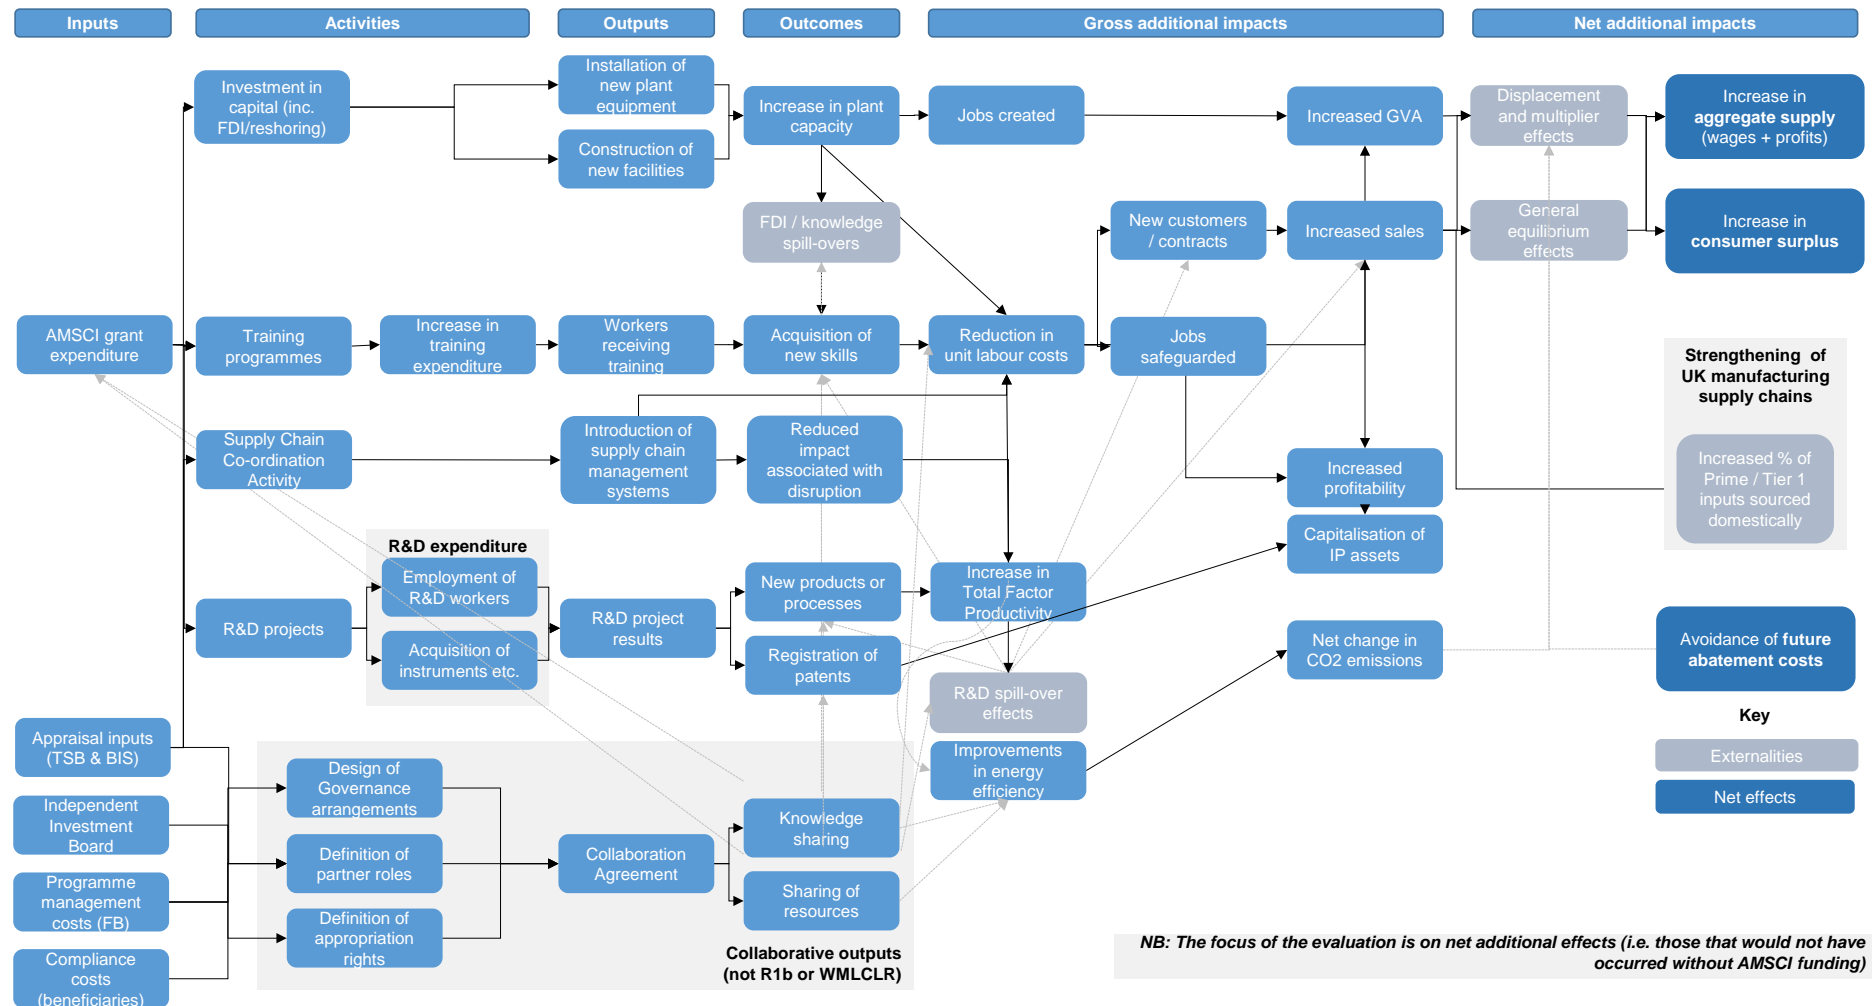 Inputs
Activities
Outputs
Outcomes
Gross additional impacts
Net additional impacts
Investment in
capital (inc.
FDI/reshoring)
Installation of
new plant
equipment
Construction of
new facilities
Increase in plant
capacity
Jobs created
Increased GVA
Displacement
and multiplier
effects
Increase in
aggregate supply
(wages + profits)
FDI / knowledge
spill-overs
New customers
/ contracts
Increased sales
General
equilibrium
effects
Increase in
consumer surplus
AMSCI grant
expenditure
Training
programmes
Increase in
training
expenditure
Workers
receiving
training
Acquisition of
new skills
Reduction in
unit labour costs
Jobs
safeguarded
Strengthening of
UK manufacturing
supply chains
Increased % of
Prime / Tier 1
inputs sourced
domestically
Supply Chain
Co-ordination
Activity
Introduction of
supply chain
management
systems
Reduced
impact
associated with
disruption
Increased
profitability
Capitalisation of
IP assets
R&D expenditure
Employment of
R&D workers
Acquisition of
instruments etc.
R&D projects
R&D project
results
New products or
processes
Registration of
patents
Increase in
Total Factor
Productivity
R&D spill-over
effects
Improvements
in energy
efficiency
Net change in
CO2 emissions
Avoidance of future
abatement costs
Key
Externalities
Net effects
Appraisal inputs
(TSB & BIS)
Independent
Investment
Board
Programme
management
costs (FB)
Compliance
costs
(beneficiaries)
Design of
Governance
arrangements
Definition of
partner roles
Definition of
appropriation
rights
Collaboration
Agreement
Knowledge
sharing
Sharing of
resources
Collaborative outputs
(not R1b or WMLCLR)
NB: The focus of the evaluation is on net additional effects (i.e. those that would not have
occurred without AMSCI funding)